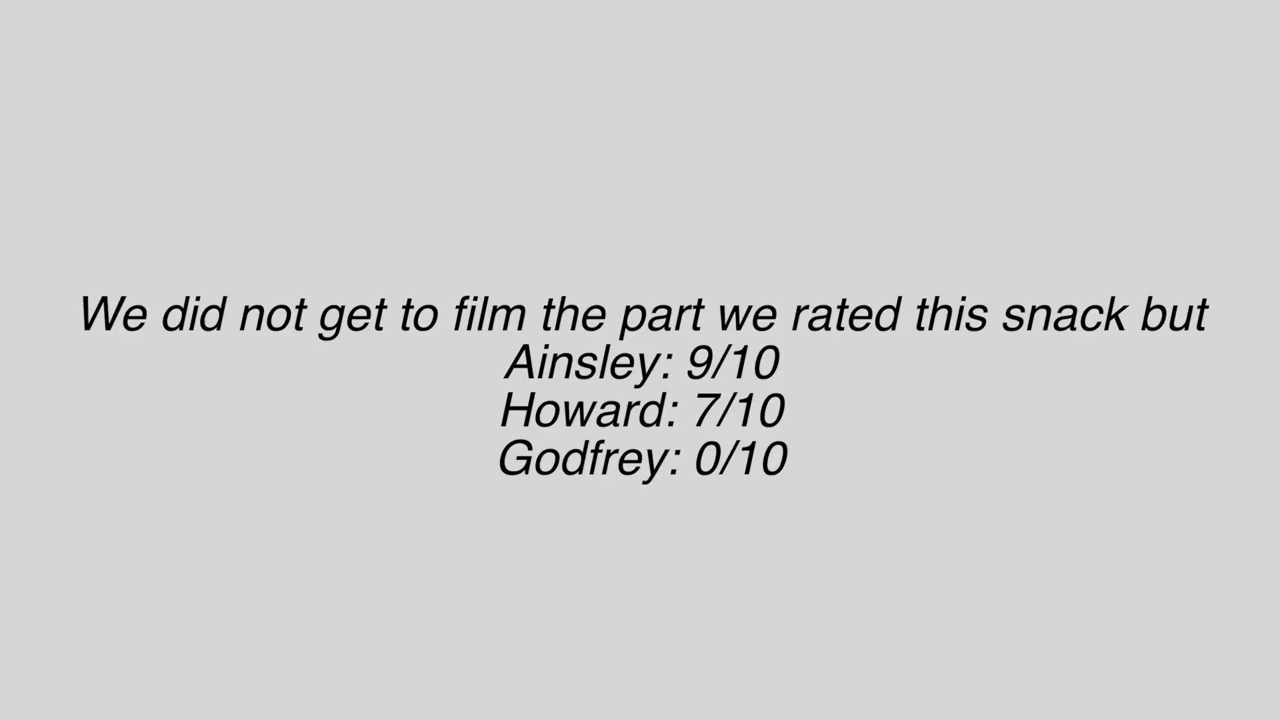 We did not get to film the part we rated this snack but
Ainsley: 9/10
Howard: 7/10
Godfrey: 0/10